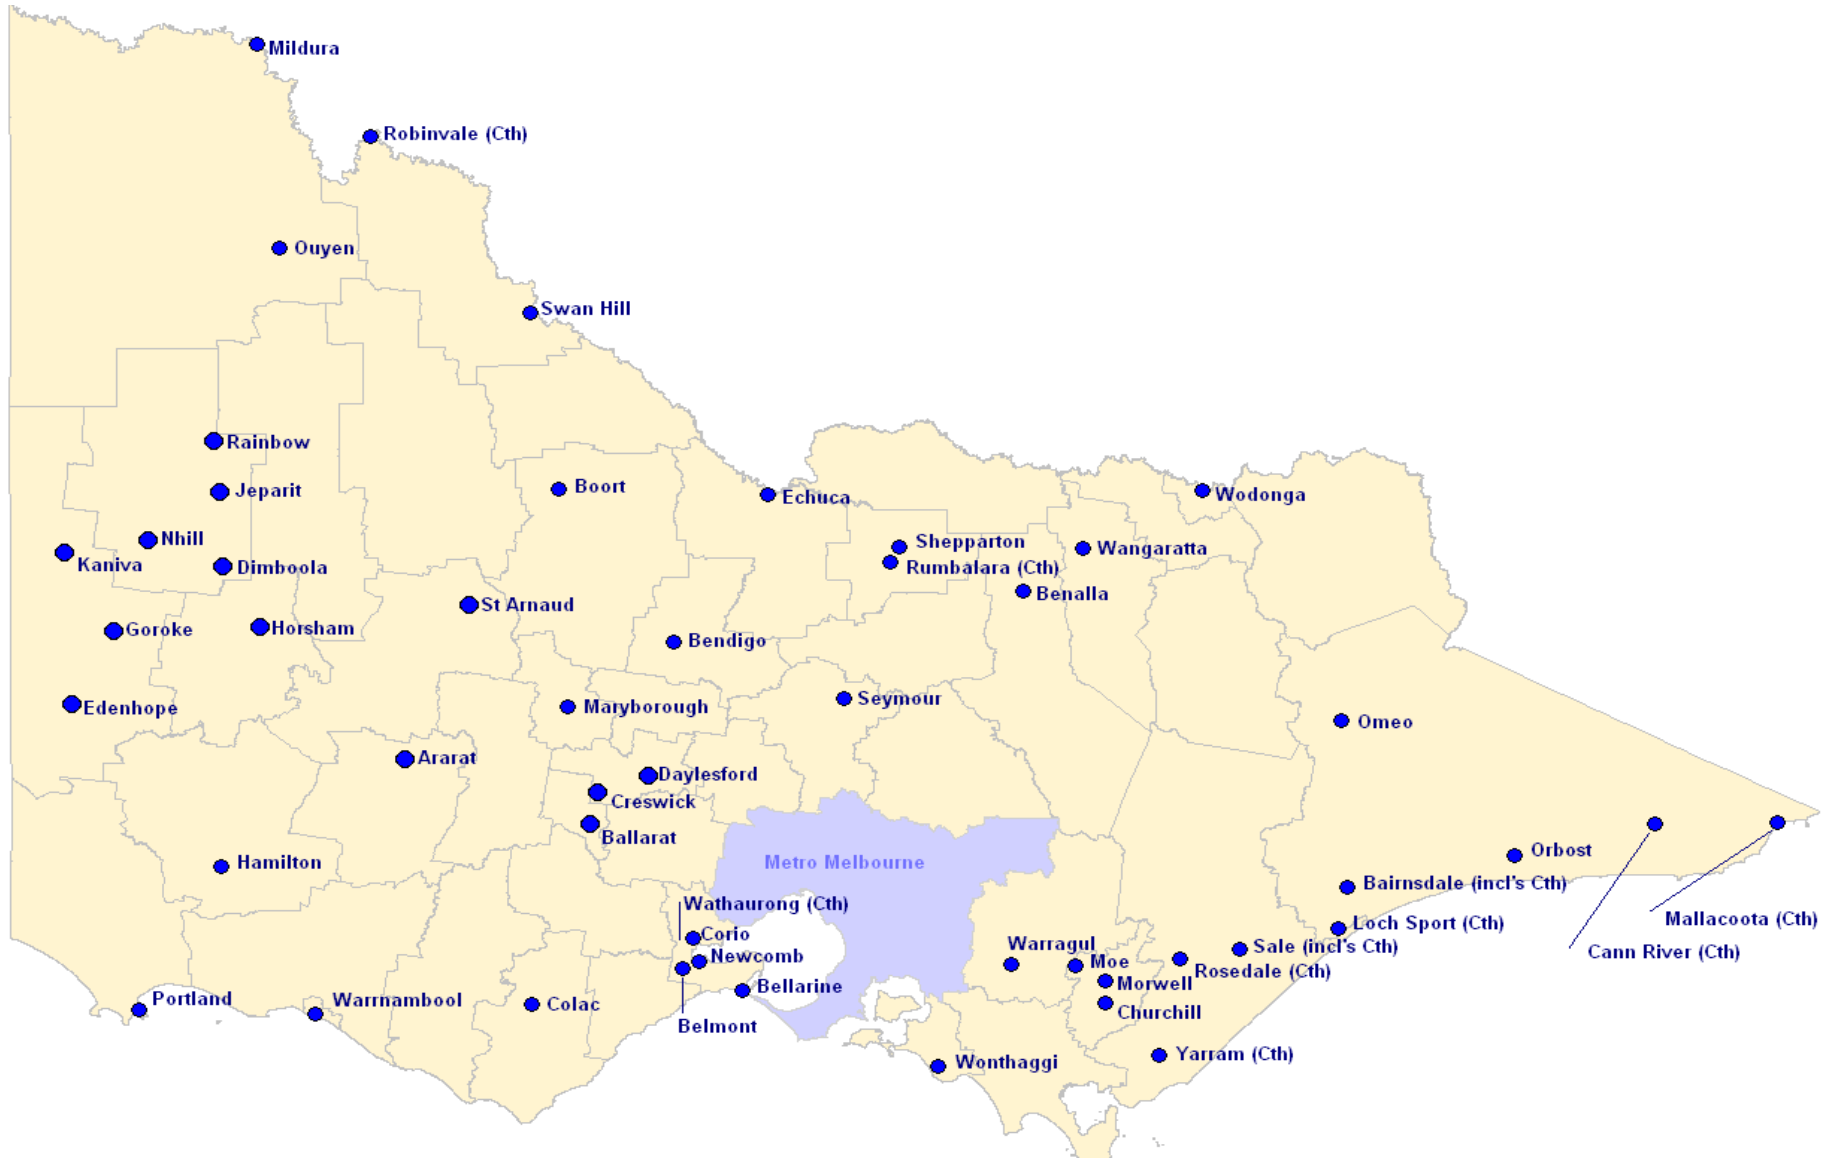 Mildura
Robinvale (Cth)
Ouyen
Swan Hill
Rainbow
Jeparit
Boort
Echuca
Wodonga
Nhill
Kaniva
Dimboola
Shepparton
Rumbalara (Cth)
Wangaratta
Benalla
St Arnaud
Goroke
Horsham
Bendigo
Edenhope
Maryborough
Seymour
Omeo
Ararat
Daylesford
Creswick
Ballarat
Metro Melbourne
Hamilton
Orbost
Bairnsdale (incl's Cth)
Mallacoota (Cth)
Wathaurong (Cth)
Corio
Newcomb
Loch Sport (Cth)
Cann River (Cth)
Warragul
Moe
Sale (incl's Cth)
Rosedale (Cth)
Morwell
Churchill
Bellarine
Portland
Warrnambool
Colac
Belmont
Wonthaggi
Yarram (Cth)